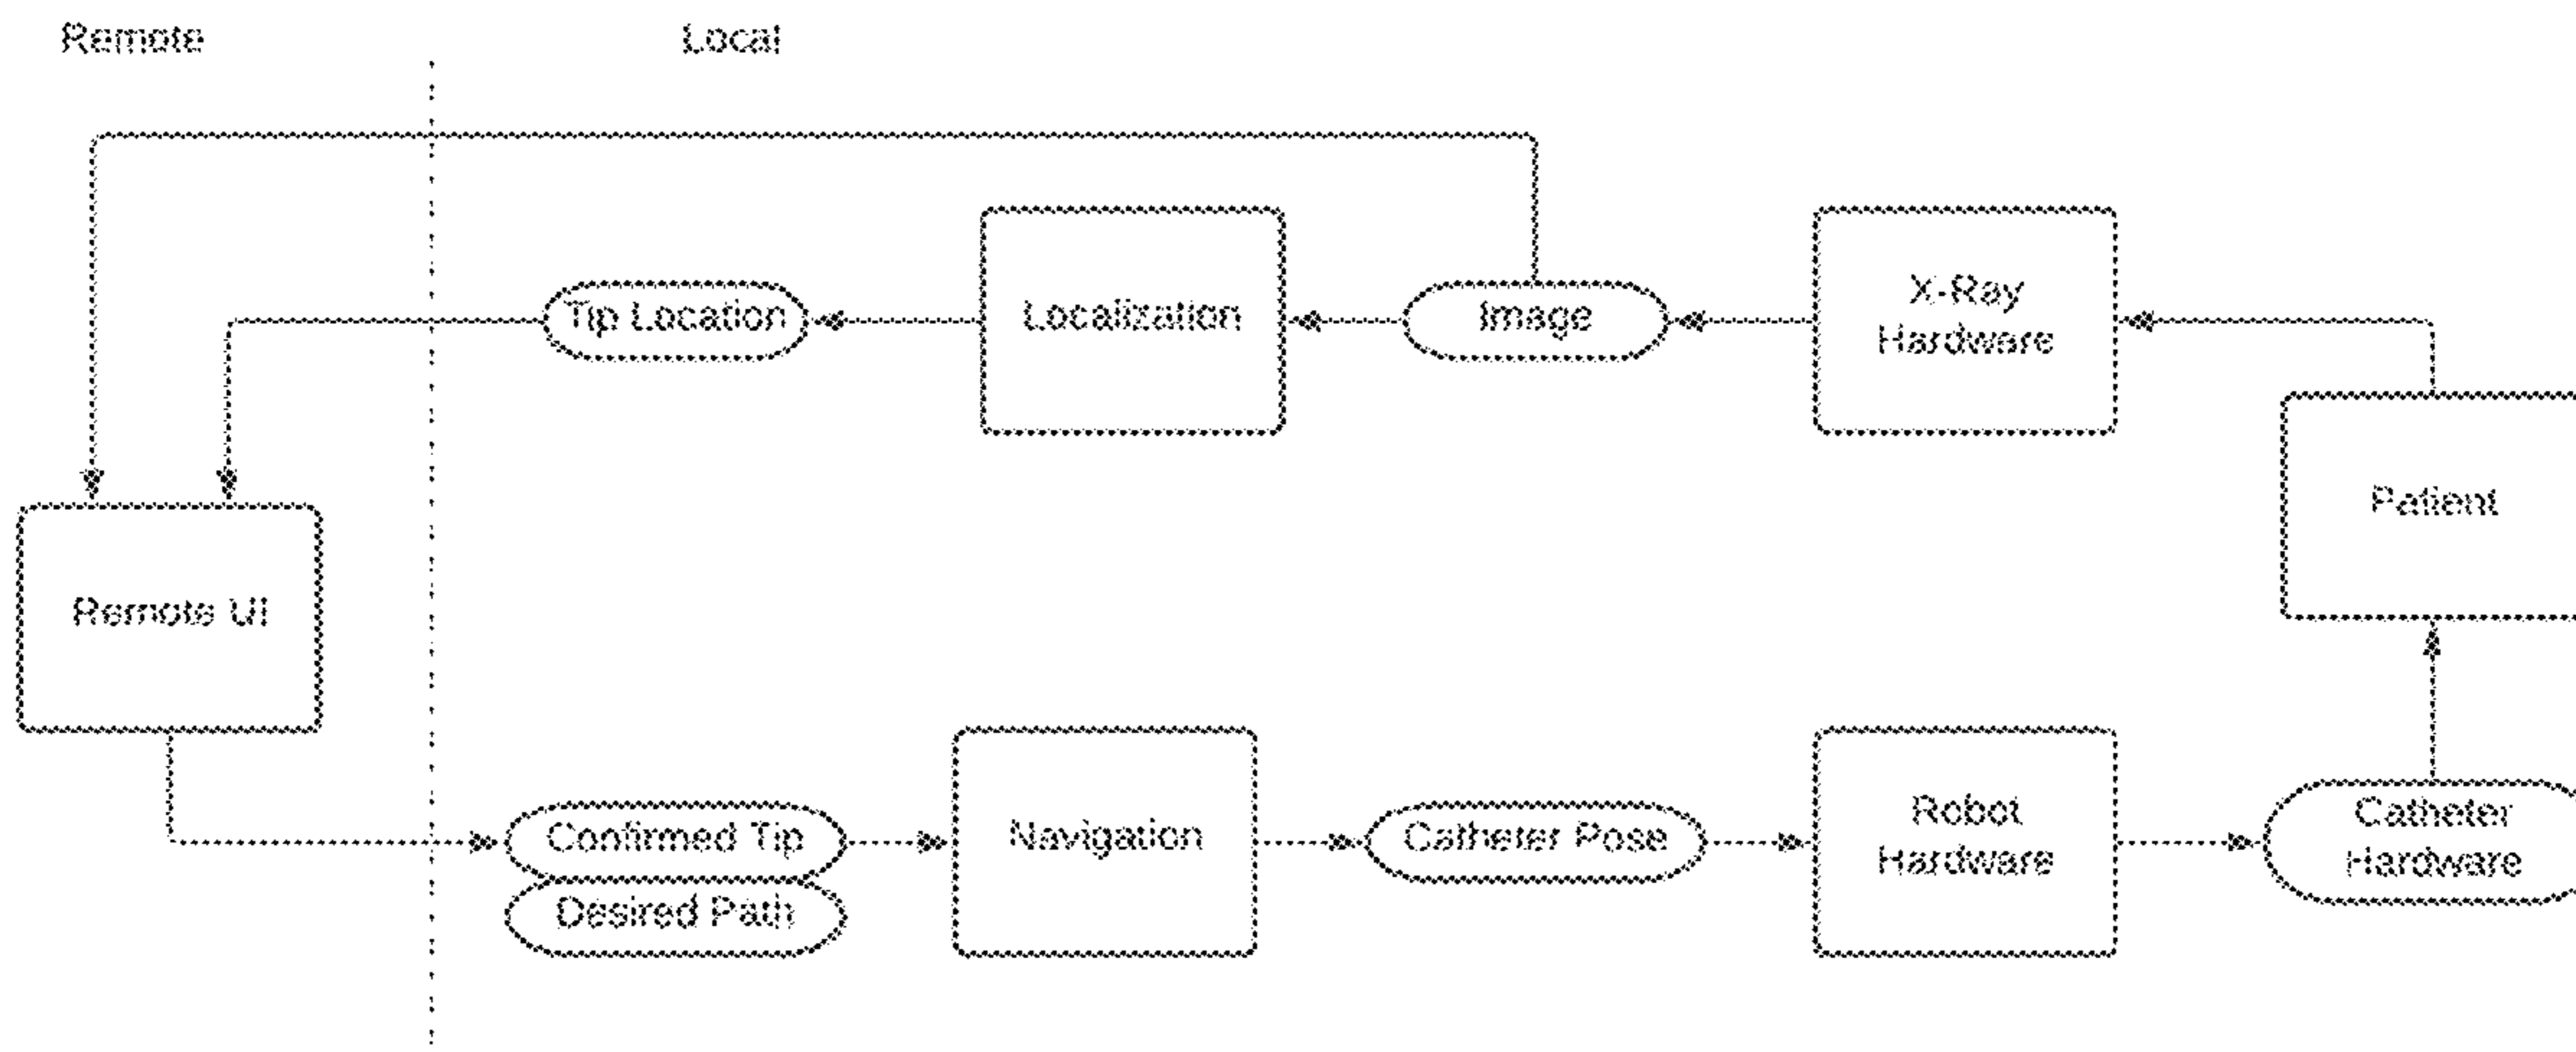 Remote
Local
Tip Location
Localization
Image
X-Ray
Hardware
Patient
Remote UI
Confirmed Tip
Desired Path
Navigation
Catheter Pose
Robot
Hardware
Catheter
Hardware